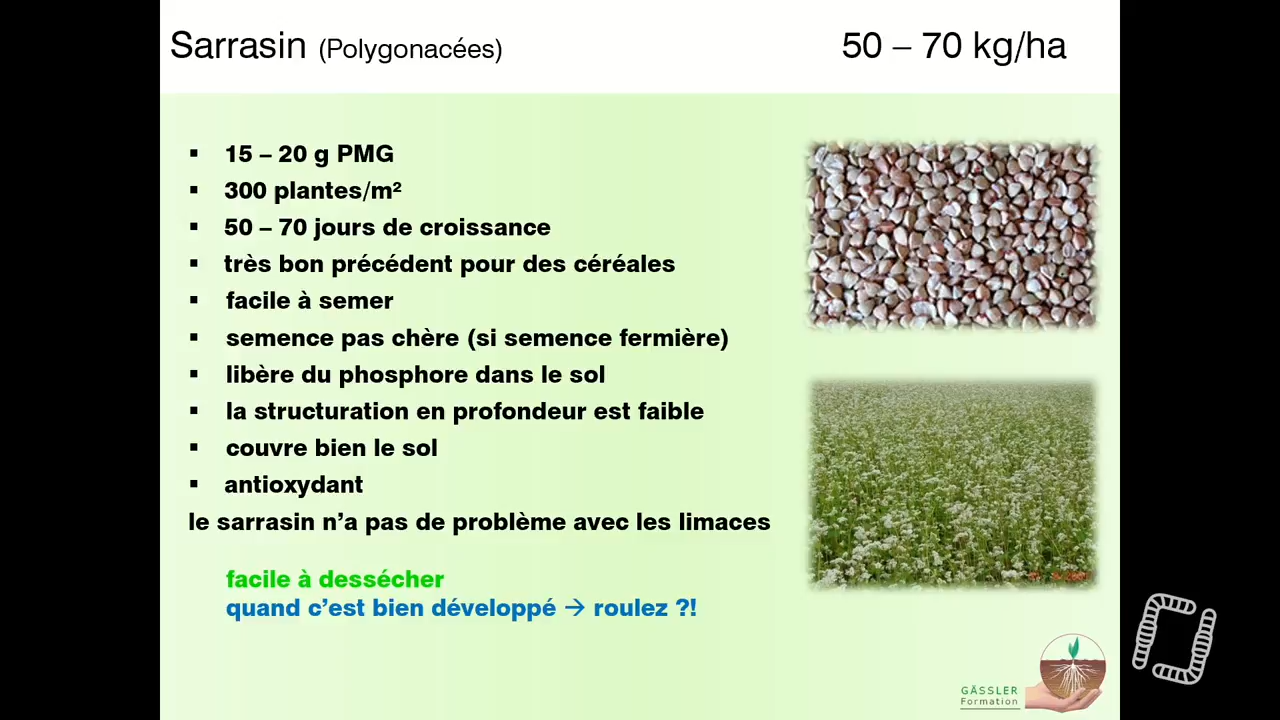 Sarrasin (Polygonacées) 50 – 70 kg/ha
▪ 15 – 20 g PMG
▪ 300 plantes/m²
▪ 50 – 70 jours de croissance
▪ très bon précédent pour des céréales
▪ facile à semer
▪ semence pas chère (si semence fermière)
▪ libère du phosphore dans le sol
▪ la structuration en profondeur est faible
▪ couvre bien le sol
▪ antioxydant
le sarrasin n’a pas de problème avec les limaces
facile à dessécher
quand c’est bien développé → roulez ?!
GÄSSLER
Formation